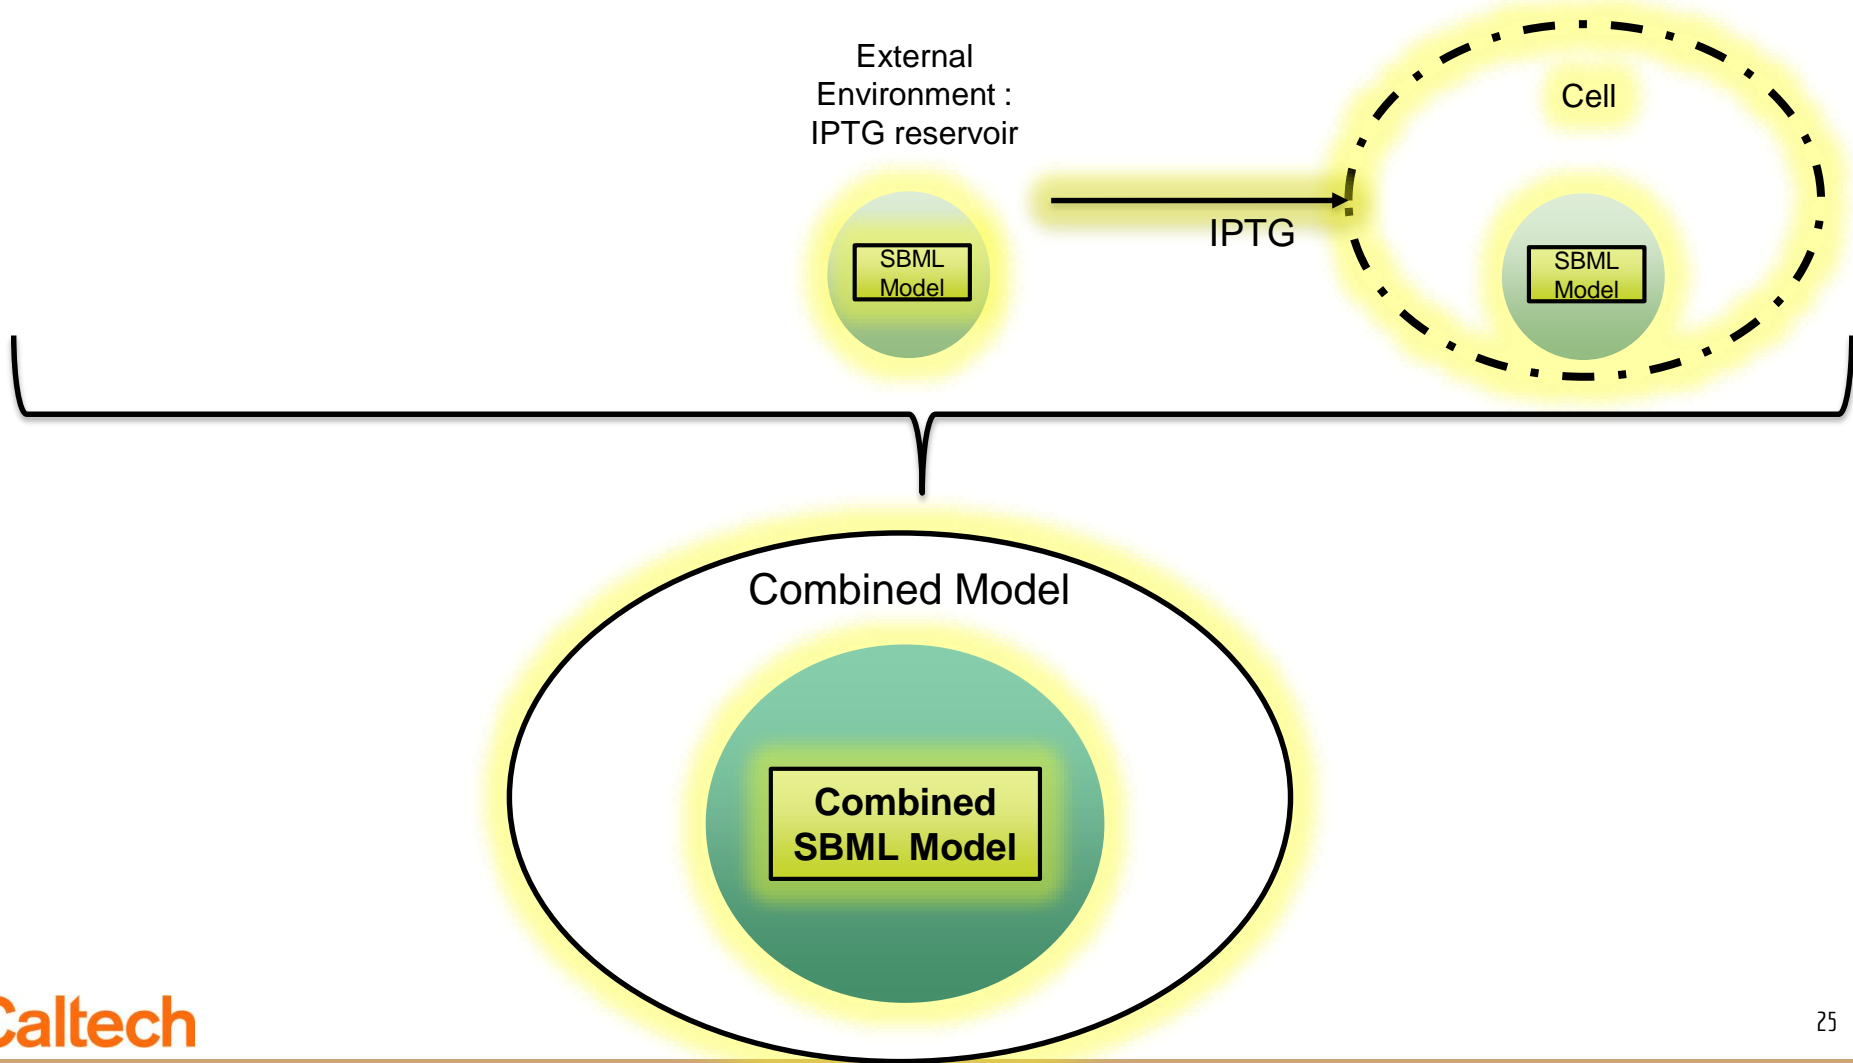 External
Environment :
IPTG reservoir
Cell
IPTG
SBML
Model
SBML
Model
Combined Model
Combined
SBML Model
Caltech
25